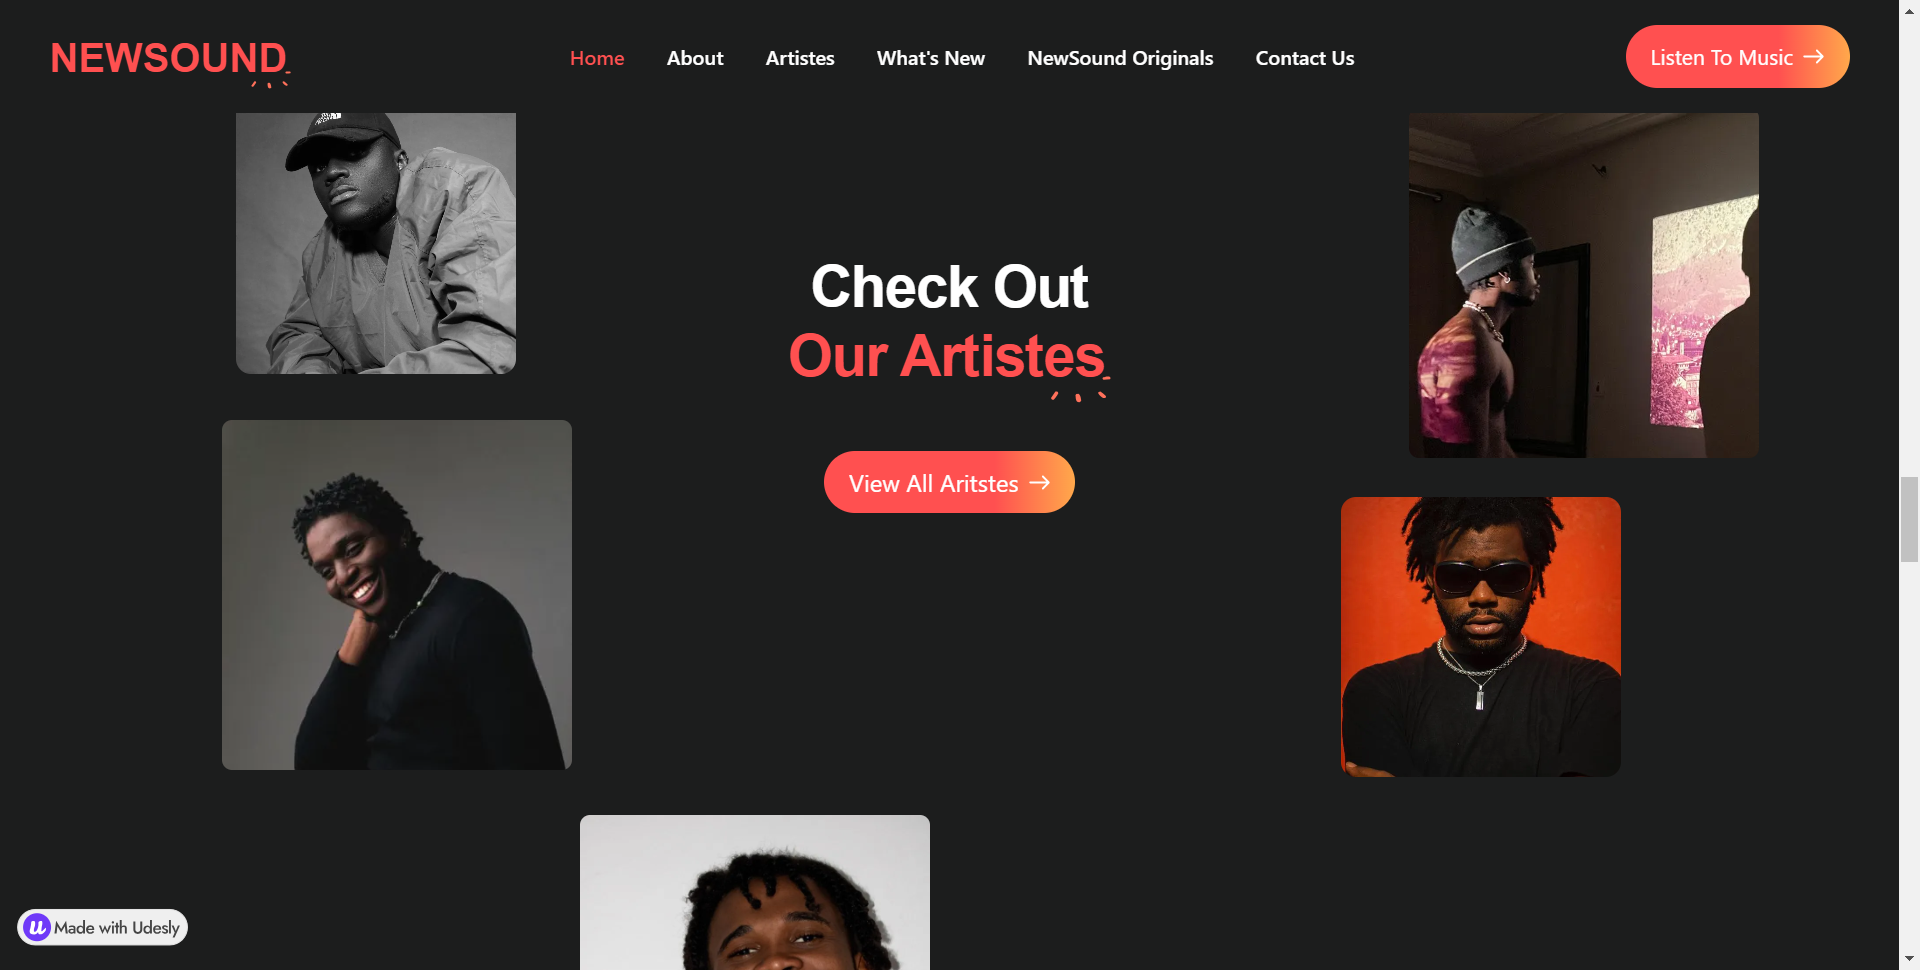 NEWSOUND
Home
About
Artistes
What's New
NewSound Originals
Contact Us
Listen To Music
Check Out
Our Artistes
View All Aritstes
Made with Udesly